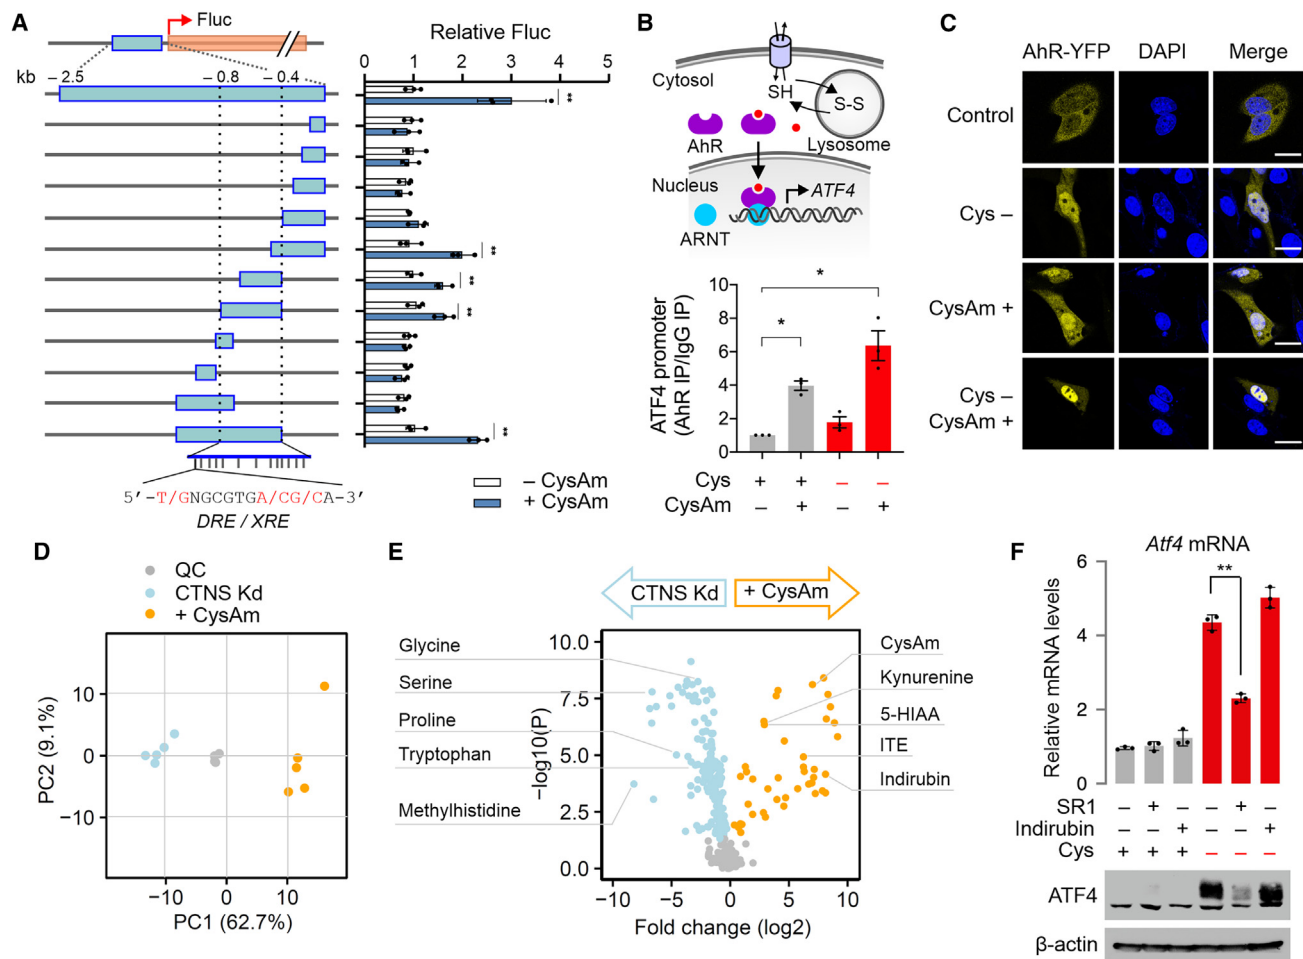 A
Fluc
Relative Fluc
kb
−2.5
−0.8
−0.4
0 1 2 3 4 5
**
**
**
**
**
5′-T/GNGCGTGA/CG/CA-3′
DRE / XRE
− CysAm
+ CysAm
B
Cytosol
SH
S-S
AhR
Lysosome
Nucleus
ATF4
ARNT
ATF4 promoter
(AhR IP/IgG IP)
10
8
6
4
2
0
*
*
Cys + + − −
CysAm − + − +
C
AhR-YFP DAPI Merge
Control
Cys −
CysAm +
Cys −
CysAm +
D
QC
CTNS Kd
+ CysAm
PC2 (9.1%)
10
0
−10
−10 0 10
PC1 (62.7%)
E
CTNS Kd
+ CysAm
Glycine
Serine
Proline
Tryptophan
Methylhistidine
CysAm
Kynurenine
5-HIAA
ITE
Indirubin
−log10(P)
10.0
7.5
5.0
2.5
0.0
−10 −5 0 5 10
Fold change (log2)
F
Atf4 mRNA
Relative mRNA levels
6
4
2
0
**
SR1 − + − − + −
Indirubin − − + − − +
Cys + + + − − −
ATF4
β-actin